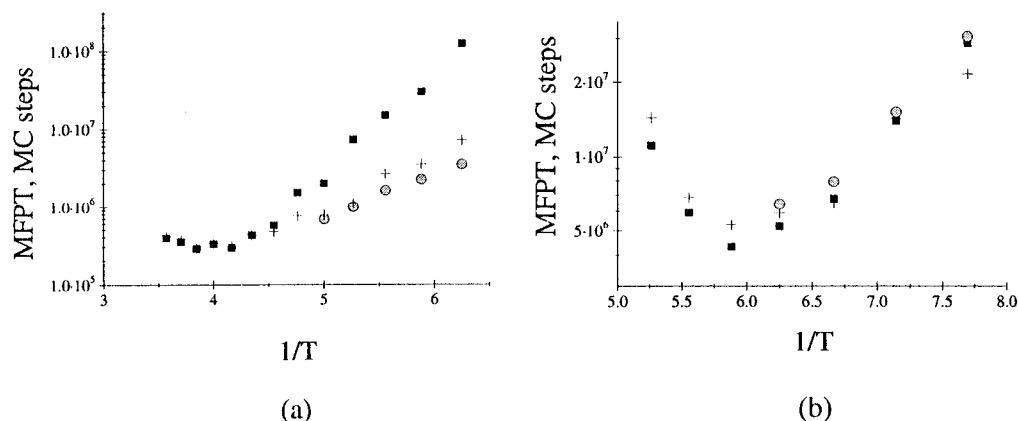 MFPT, MC steps
1.0·10⁸
1.0·10⁷
1.0·10⁶
1.0·10⁵
3 4 5 6
1/T
(a)
MFPT, MC steps
2·10⁷
1·10⁷
5·10⁶
5.0 5.5 6.0 6.5 7.0 7.5 8.0
1/T
(b)